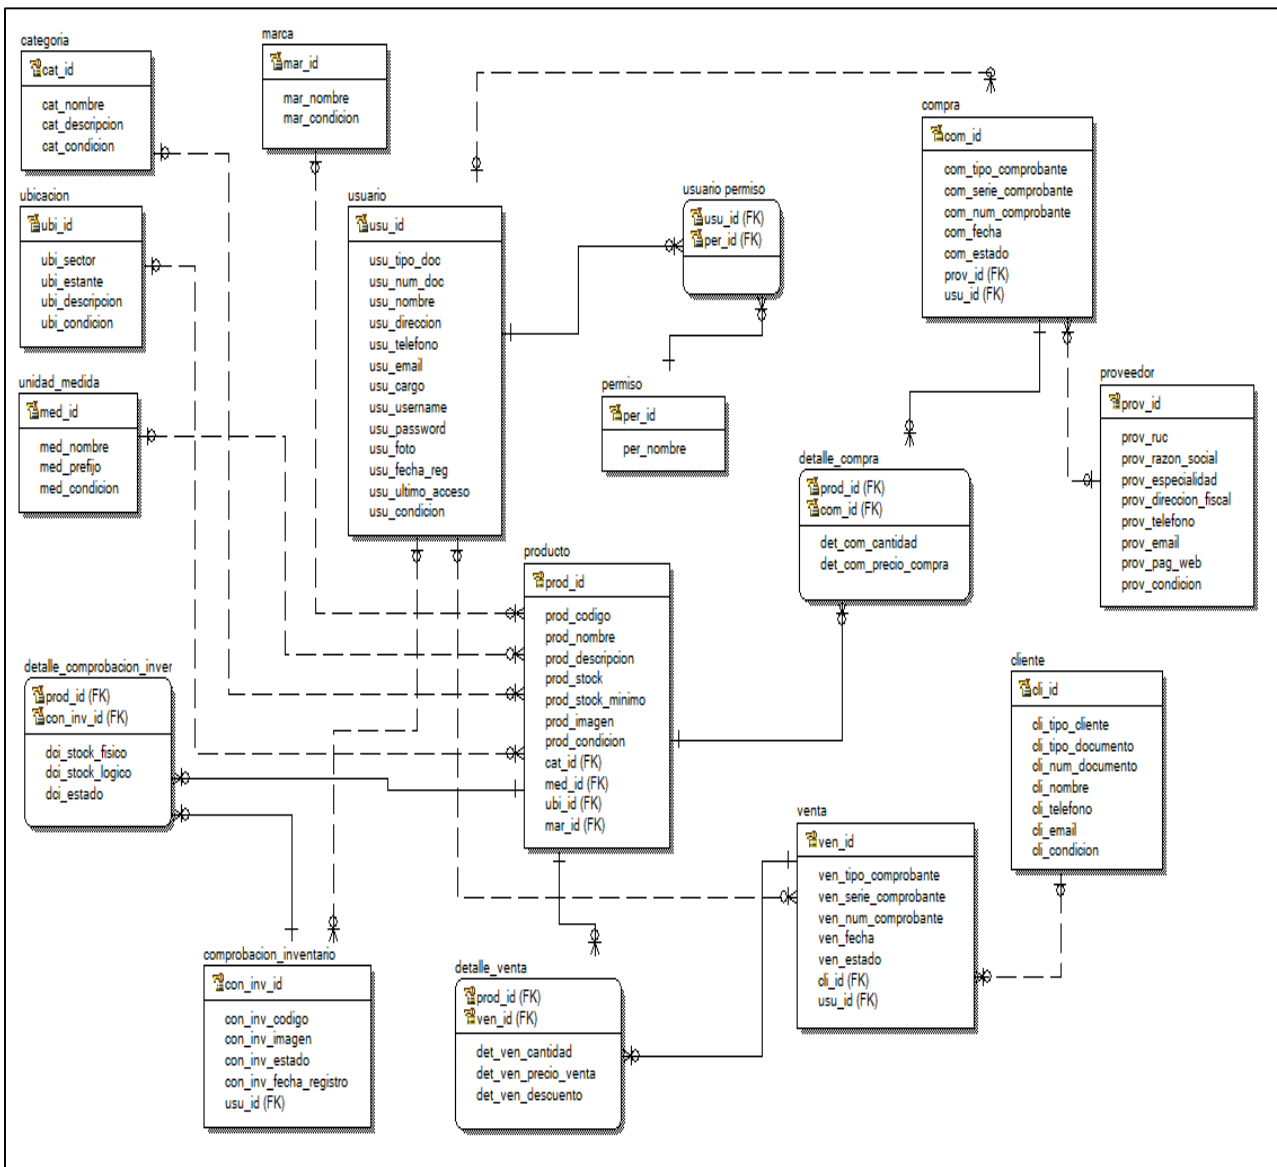 categoria
cat_id
cat_nombre
cat_descripcion
cat_condicion
marca
mar_id
mar_nombre
mar_condicion
ubicacion
ubi_id
ubi_sector
ubi_estante
ubi_descripcion
ubi_condicion
unidad_medida
med_id
med_nombre
med_prefijo
med_condicion
usuario
usu_id
usu_tipo_doc
usu_num_doc
usu_nombre
usu_direccion
usu_telefono
usu_email
usu_cargo
usu_username
usu_password
usu_foto
usu_fecha_reg
usu_ultimo_acceso
usu_condicion
usuario permiso
usu_id (FK)
per_id (FK)
permiso
per_id
per_nombre
compra
com_id
com_tipo_comprobante
com_serie_comprobante
com_num_comprobante
com_fecha
com_estado
prov_id (FK)
usu_id (FK)
proveedor
prov_id
prov_ruc
prov_razon_social
prov_especialidad
prov_direccion_fiscal
prov_telefono
prov_email
prov_pag_web
prov_condicion
detalle_compra
prod_id (FK)
com_id (FK)
det_com_cantidad
det_com_precio_compra
producto
prod_id
prod_codigo
prod_nombre
prod_descripcion
prod_stock
prod_stock_minimo
prod_imagen
prod_condicion
cat_id (FK)
med_id (FK)
ubi_id (FK)
mar_id (FK)
detalle_comprobacion_inver
prod_id (FK)
con_inv_id (FK)
dci_stock_fisico
dci_stock_logico
dci_estado
cliente
cli_id
cli_tipo_cliente
cli_tipo_documento
cli_num_documento
cli_nombre
cli_telefono
cli_email
cli_condicion
venta
ven_id
ven_tipo_comprobante
ven_serie_comprobante
ven_num_comprobante
ven_fecha
ven_estado
cli_id (FK)
usu_id (FK)
comprobacion_inventario
con_inv_id
con_inv_codigo
con_inv_imagen
con_inv_estado
con_inv_fecha_registro
usu_id (FK)
detalle_venta
prod_id (FK)
ven_id (FK)
det_ven_cantidad
det_ven_precio_venta
det_ven_descuento